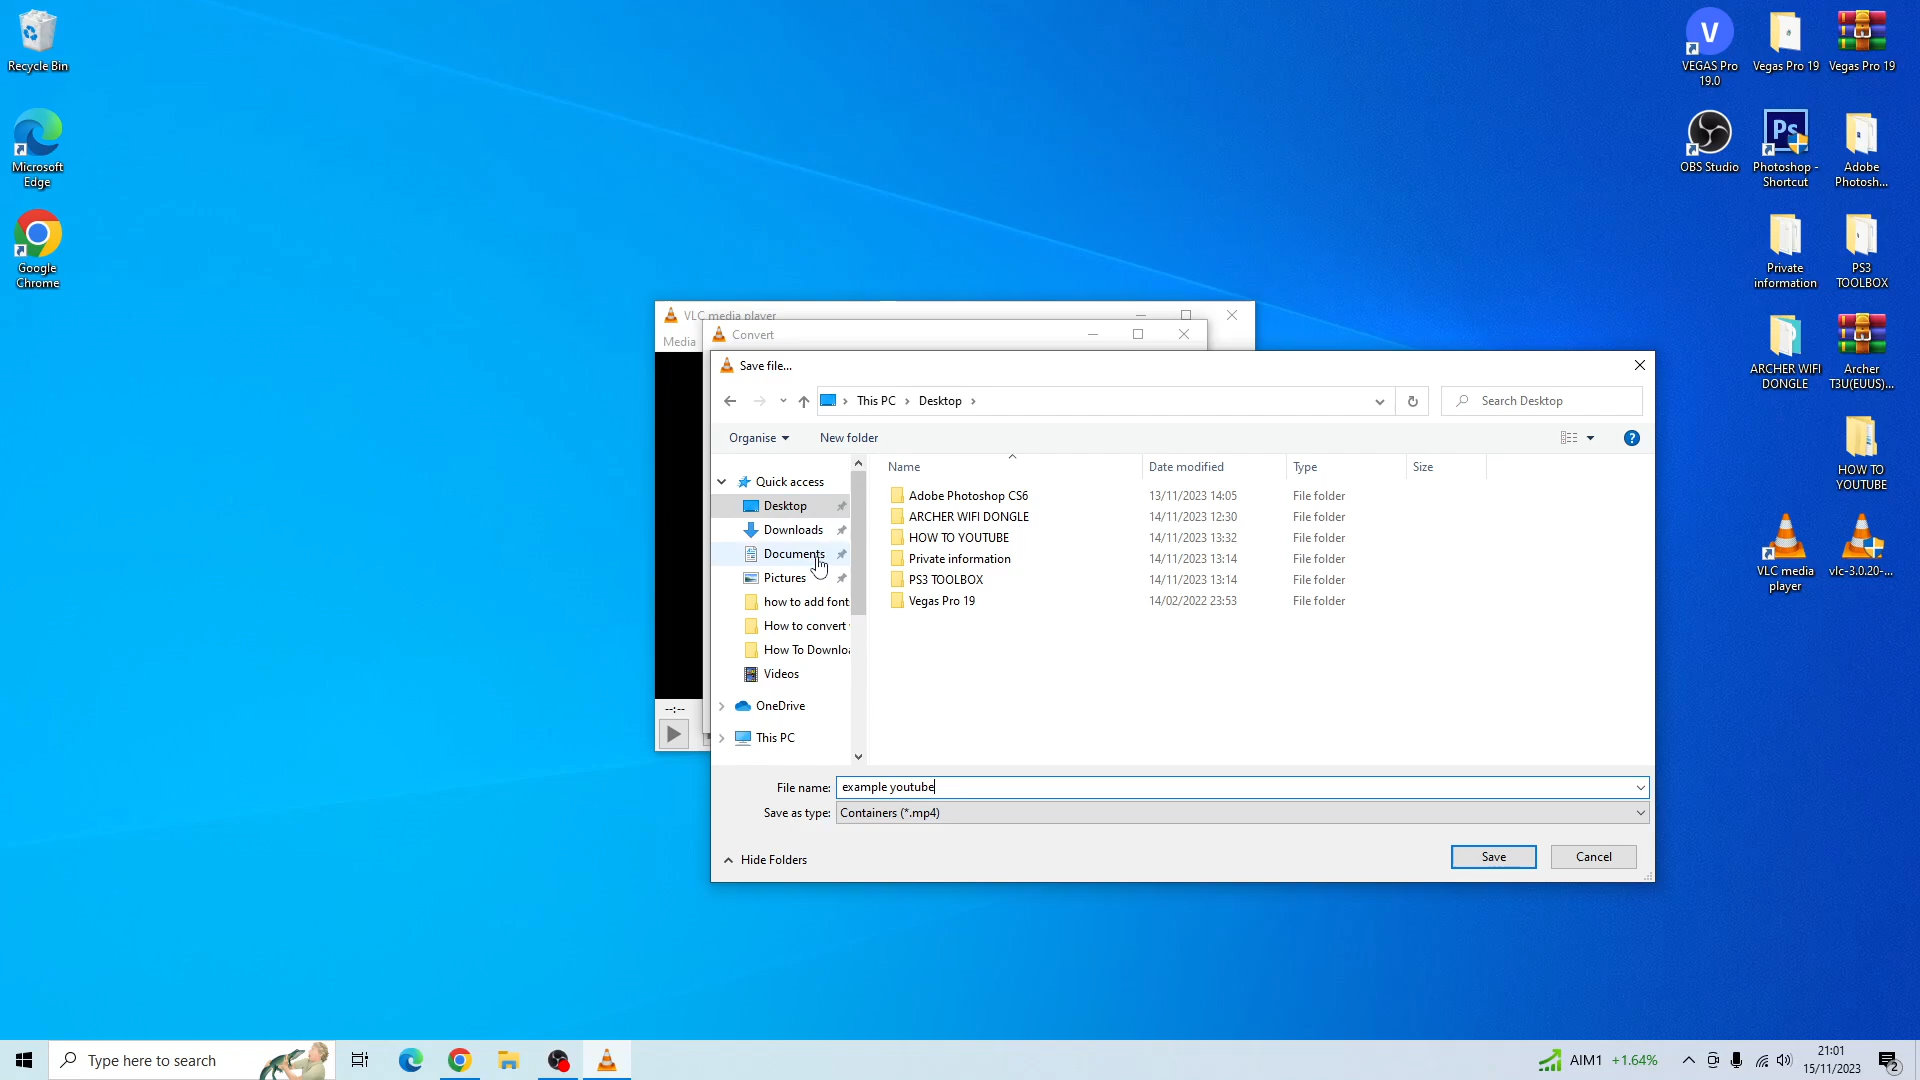 Recycle Bin
Microsoft
Edge
Google
Chrome
V
VEGAS Pro
19.0
Vegas Pro 19
Vegas Pro 19
OBS Studio
Ps
Photoshop -
Shortcut
Adobe
Photosh...
Private
information
PS3
TOOLBOX
ARCHER WIFI
DONGLE
Archer
T3U(EUUS)...
HOW TO
YOUTUBE
VLC media
player
vlc-3.0.20-...
VLC media player
Media
Convert
Save file...
This PC
Desktop
Search Desktop
Organise
New folder
Name
Date modified
Type
Size
Quick access
Desktop
Downloads
Documents
Pictures
how to add font
How to convert
How To Downloa
Videos
OneDrive
This PC
Adobe Photoshop CS6 13/11/2023 14:05 File folder
ARCHER WIFI DONGLE 14/11/2023 12:30 File folder
HOW TO YOUTUBE 14/11/2023 13:32 File folder
Private information 14/11/2023 13:14 File folder
PS3 TOOLBOX 14/11/2023 13:14 File folder
Vegas Pro 19 14/02/2022 23:53 File folder
--:--
File name: example youtube
Save as type: Containers (*.mp4)
Hide Folders
Save
Cancel
Type here to search
AIM1 +1.64%
21:01
15/11/2023
2